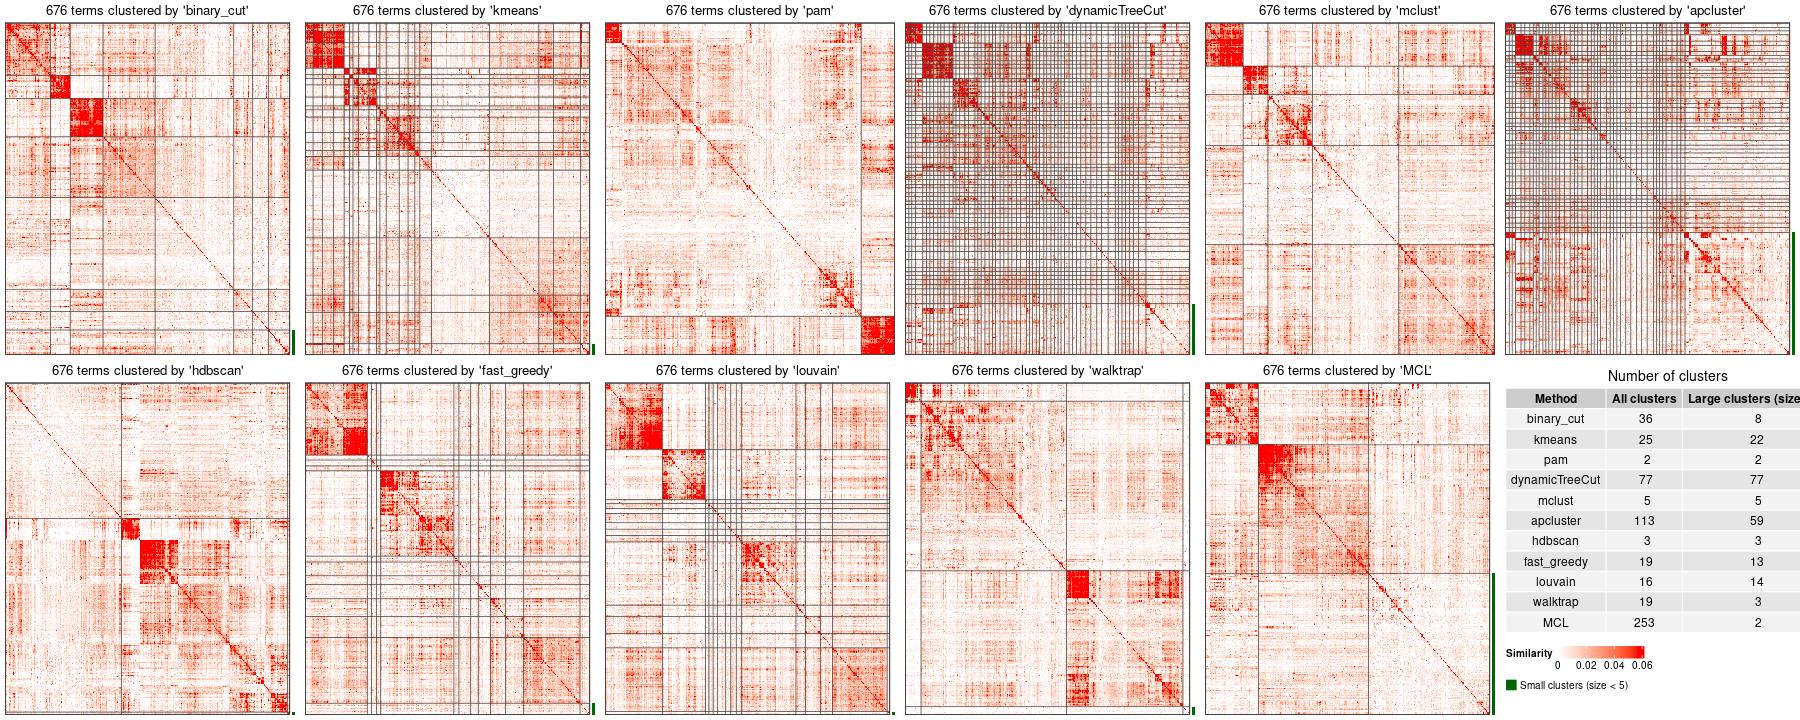 676 terms clustered by 'binary_cut'
676 terms clustered by 'kmeans'
676 terms clustered by 'pam'
676 terms clustered by 'dynamicTreeCut'
676 terms clustered by 'mclust'
676 terms clustered by 'apcluster'
676 terms clustered by 'hdbscan'
676 terms clustered by 'fast_greedy'
676 terms clustered by 'louvain'
676 terms clustered by 'walktrap'
676 terms clustered by 'MCL'
Number of clusters
Method All clusters Large clusters (size
binary_cut 36 8
kmeans 25 22
pam 2 2
dynamicTreeCut 77 77
mclust 5 5
apcluster 113 59
hdbscan 3 3
fast_greedy 19 13
louvain 16 14
walktrap 19 3
MCL 253 2
Similarity
0 0.02 0.04 0.06
Small clusters (size < 5)